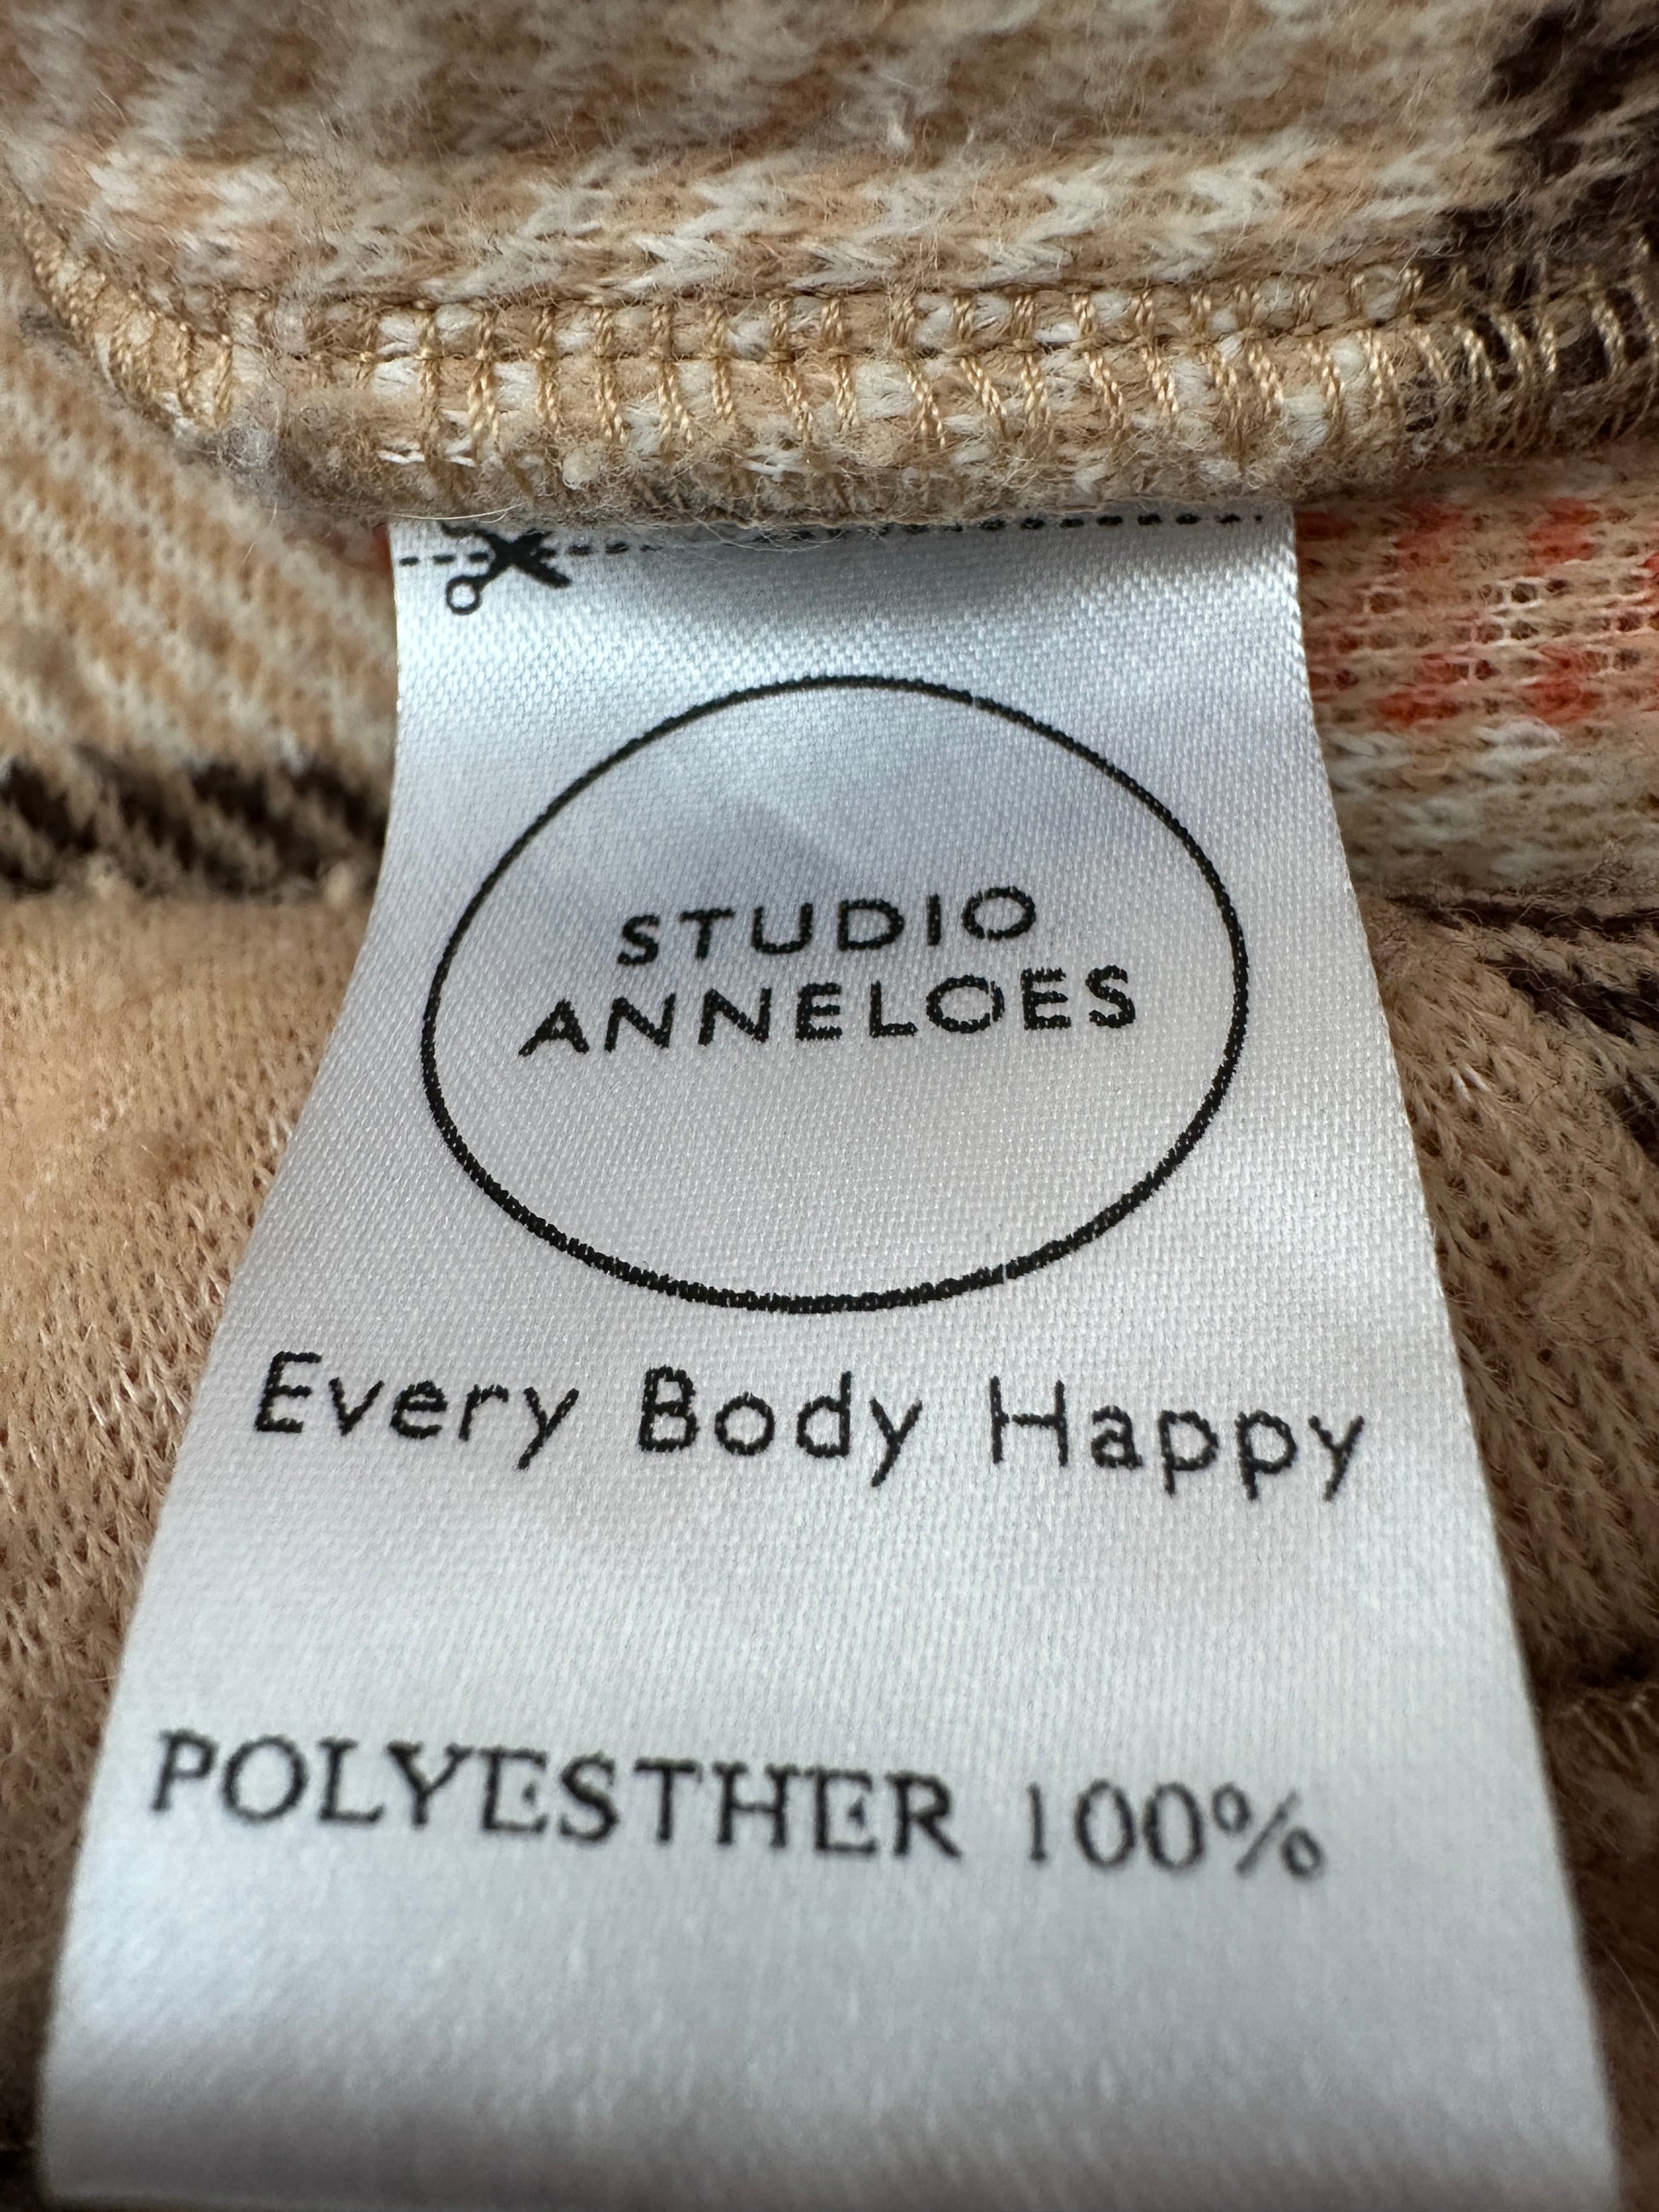 STUDIO
ANNELOES
Every Body Happy
POLYESTHER 100%